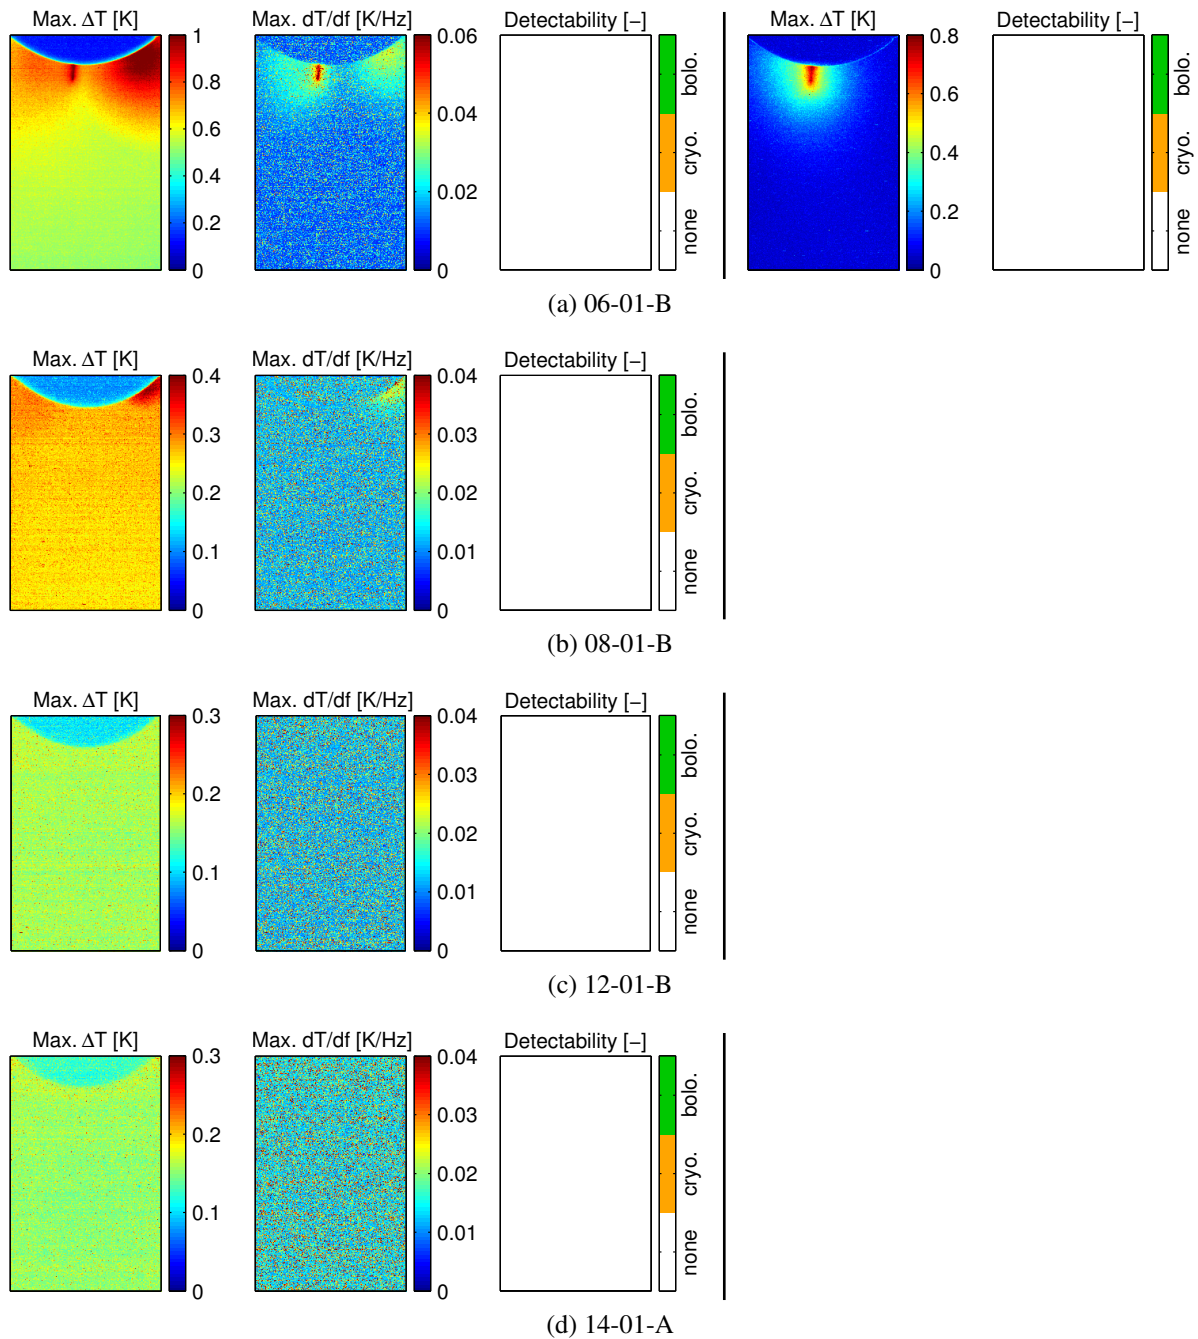 Max. ΔT [K] Max. dT/df [K/Hz] Detectability [−] Max. ΔT [K] Detectability [−]
1 0.8 0.6 0.4 0.2 0
0.06 0.04 0.02 0
bolo. cryo. none
0.8 0.6 0.4 0.2 0
bolo. cryo. none
(a) 06-01-B
Max. ΔT [K] Max. dT/df [K/Hz] Detectability [−]
0.4 0.3 0.2 0.1 0
0.04 0.03 0.02 0.01 0
bolo. cryo. none
(b) 08-01-B
Max. ΔT [K] Max. dT/df [K/Hz] Detectability [−]
0.3 0.2 0.1 0
0.04 0.03 0.02 0.01 0
bolo. cryo. none
(c) 12-01-B
Max. ΔT [K] Max. dT/df [K/Hz] Detectability [−]
0.3 0.2 0.1 0
0.04 0.03 0.02 0.01 0
bolo. cryo. none
(d) 14-01-A